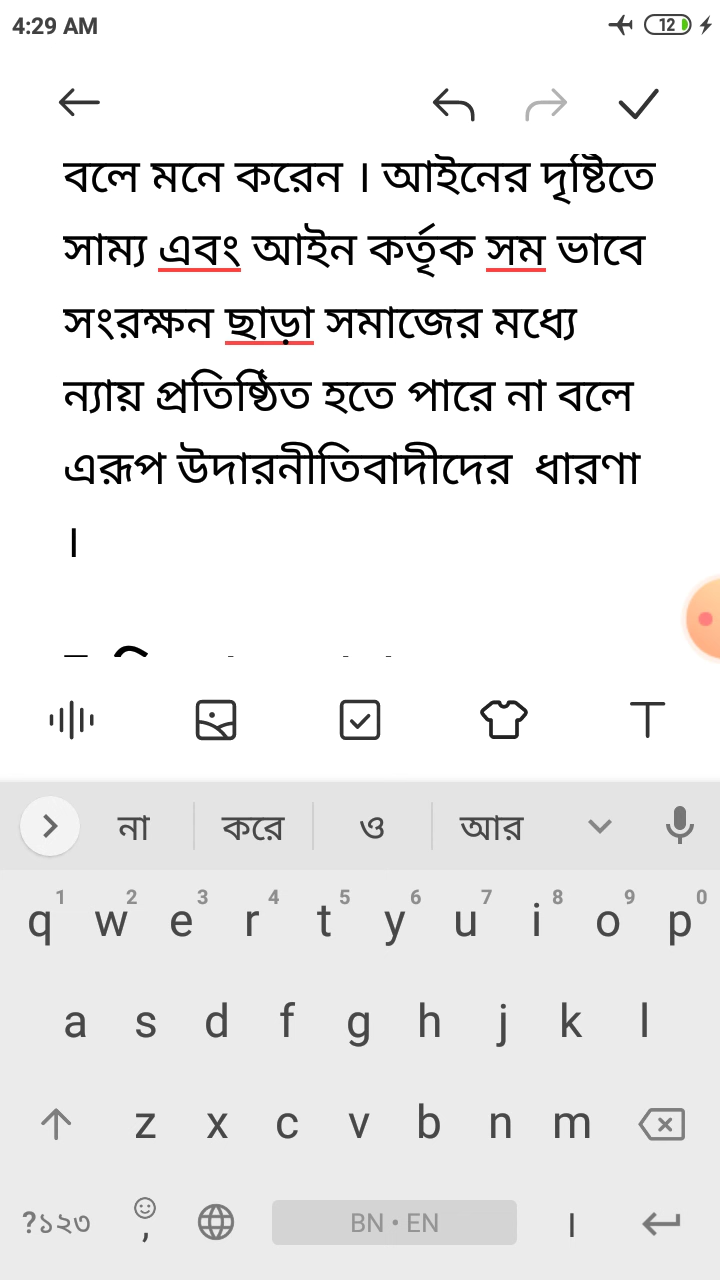 4:29 AM
12
বলে মনে করেন । আইনের দৃষ্টিতে
সাম্য এবং আইন কর্তৃক সম ভাবে
সংরক্ষন ছাড়া সমাজের মধ্যে
ন্যায় প্রতিষ্ঠিত হতে পারে না বলে
এরূপ উদারনীতিবাদীদের ধারণা
।
T
না করে ও আর
1 2 3 4 5 6 7 8 9 0
q w e r t y u i o p
a s d f g h j k l
z x c v b n m
?১২৩ , BN • EN ।